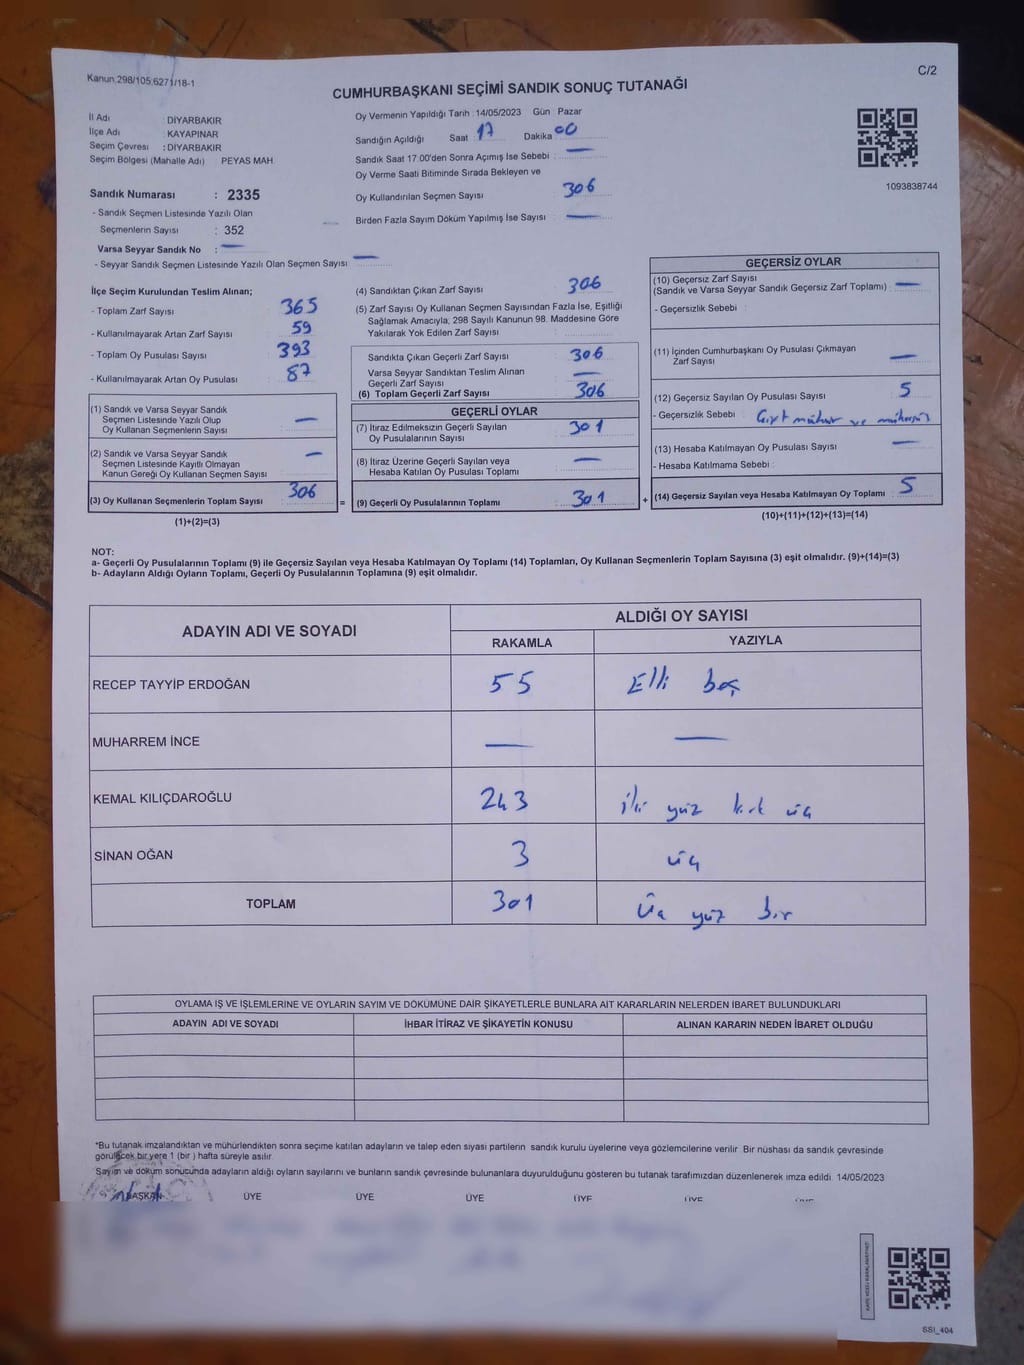 Kanun 298/105,6271/18-1
C/2
CUMHURBAŞKANI SEÇİMİ SANDIK SONUÇ TUTANAĞI
İl Adı : DİYARBAKIR
İlçe Adı : KAYAPINAR
Seçim Çevresi : DİYARBAKIR
Seçim Bölgesi (Mahalle Adı) : PEYAS MAH.
Sandık Numarası : 2335
- Sandık Seçmen Listesinde Yazılı Olan
Seçmenlerin Sayısı : 352
Varsa Seyyar Sandık No : —
- Seyyar Sandık Seçmen Listesinde Yazılı Olan Seçmen Sayısı : —
Oy Vermenin Yapıldığı Tarih : 14/05/2023 Gün Pazar
Sandığın Açıldığı Saat 17 Dakika 00
Sandık Saat 17:00'den Sonra Açımış İse Sebebi : —
Oy Verme Saati Bitiminde Sırada Bekleyen ve
Oy Kullandırılan Seçmen Sayısı : 306
Birden Fazla Sayım Döküm Yapılmış İse Sayısı : —
1093838744
İlçe Seçim Kurulundan Teslim Alınan;
- Toplam Zarf Sayısı : 365
- Kullanılmayarak Artan Zarf Sayısı : 59
- Toplam Oy Pusulası Sayısı : 393
- Kullanılmayarak Artan Oy Pusulası : 87
(1) Sandık ve Varsa Seyyar Sandık
Seçmen Listesinde Yazılı Olup
Oy Kullanan Seçmenlerin Sayısı : —
(2) Sandık ve Varsa Seyyar Sandık
Seçmen Listesinde Kayıtlı Olmayan
Kanun Gereği Oy Kullanan Seçmen Sayısı : —
(3) Oy Kullanan Seçmenlerin Toplam Sayısı : 306 =
(1)+(2)=(3)
(4) Sandıktan Çıkan Zarf Sayısı : 306
(5) Zarf Sayısı Oy Kullanan Seçmen Sayısından Fazla İse, Eşitliği
Sağlamak Amacıyla, 298 Sayılı Kanunun 98. Maddesine Göre
Yakılarak Yok Edilen Zarf Sayısı :
Sandıkta Çıkan Geçerli Zarf Sayısı : 306
Varsa Seyyar Sandıktan Teslim Alınan
Geçerli Zarf Sayısı : —
(6) Toplam Geçerli Zarf Sayısı : 306
GEÇERLİ OYLAR
(7) İtiraz Edilmeksizin Geçerli Sayılan
Oy Pusulalarının Sayısı : 301
(8) İtiraz Üzerine Geçerli Sayılan veya
Hesaba Katılan Oy Pusulası Toplamı : —
(9) Geçerli Oy Pusulalarının Toplamı : 301 +
GEÇERSİZ OYLAR
(10) Geçersiz Zarf Sayısı
(Sandık ve Varsa Seyyar Sandık Geçersiz Zarf Toplamı) : —
- Geçersizlik Sebebi :
(11) İçinden Cumhurbaşkanı Oy Pusulası Çıkmayan
Zarf Sayısı : —
(12) Geçersiz Sayılan Oy Pusulası Sayısı : 5
- Geçersizlik Sebebi : Çift mühür ve mühürsüz
(13) Hesaba Katılmayan Oy Pusulası Sayısı : —
- Hesaba Katılmama Sebebi :
(14) Geçersiz Sayılan veya Hesaba Katılmayan Oy Toplamı : 5
(10)+(11)+(12)+(13)=(14)
NOT:
a- Geçerli Oy Pusulalarının Toplamı (9) ile Geçersiz Sayılan veya Hesaba Katılmayan Oy Toplamı (14) Toplamları, Oy Kullanan Seçmenlerin Toplam Sayısına (3) eşit olmalıdır. (9)+(14)=(3)
b- Adayların Aldığı Oyların Toplamı, Geçerli Oy Pusulalarının Toplamına (9) eşit olmalıdır.
ADAYIN ADI VE SOYADI
ALDIĞI OY SAYISI
RAKAMLA YAZIYLA
RECEP TAYYİP ERDOĞAN 55 Elli beş
MUHARREM İNCE — —
KEMAL KILIÇDAROĞLU 243 iki yüz kırk üç
SİNAN OĞAN 3 üç
TOPLAM 301 Üç yüz bir
OYLAMA İŞ VE İŞLEMLERİNE VE OYLARIN SAYIM VE DÖKÜMÜNE DAİR ŞİKAYETLERLE BUNLARA AİT KARARLARIN NELERDEN İBARET BULUNDUKLARI
ADAYIN ADI VE SOYADI İHBAR İTİRAZ VE ŞİKAYETİN KONUSU ALINAN KARARIN NEDEN İBARET OLDUĞU
*Bu tutanak imzalandıktan ve mühürlendikten sonra seçime katılan adayların ve talep eden siyasi partilerin sandık kurulu üyelerine veya gözlemcilerine verilir. Bir nüshası da sandık çevresinde
görülecek bir yere 1 (bir ) hafta süreyle asılır.
Sayım ve döküm sonucunda adayların aldığı oyların sayılarını ve bunların sandık çevresinde bulunanlara duyurulduğunu gösteren bu tutanak tarafımızdan düzenlenerek imza edildi. 14/05/2023
BAŞKAN ÜYE ÜYE ÜYE ÜYE ÜYE ÜYE
SSI_404